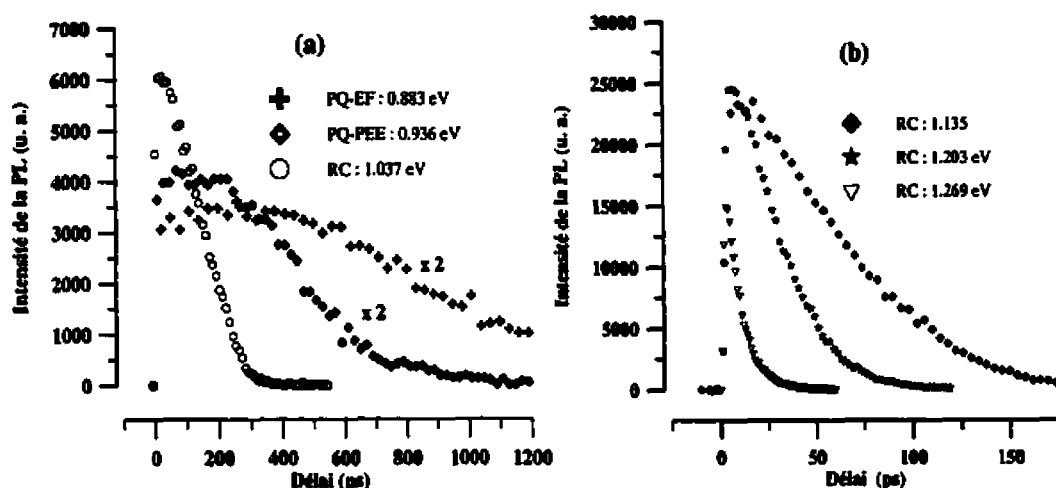 (a)
PQ-EF : 0.883 eV
PQ-PEE : 0.936 eV
RC : 1.037 eV
x 2
x 2
Intensité de la PL (u. a.)
7000
6000
5000
4000
3000
2000
1000
0
0 200 400 600 800 1000 1200
Délai (ps)
(b)
RC : 1.135
RC : 1.203 eV
RC : 1.269 eV
Intensité de la PL (u. a.)
30000
25000
20000
15000
10000
5000
0
0 50 100 150
Délai (ps)